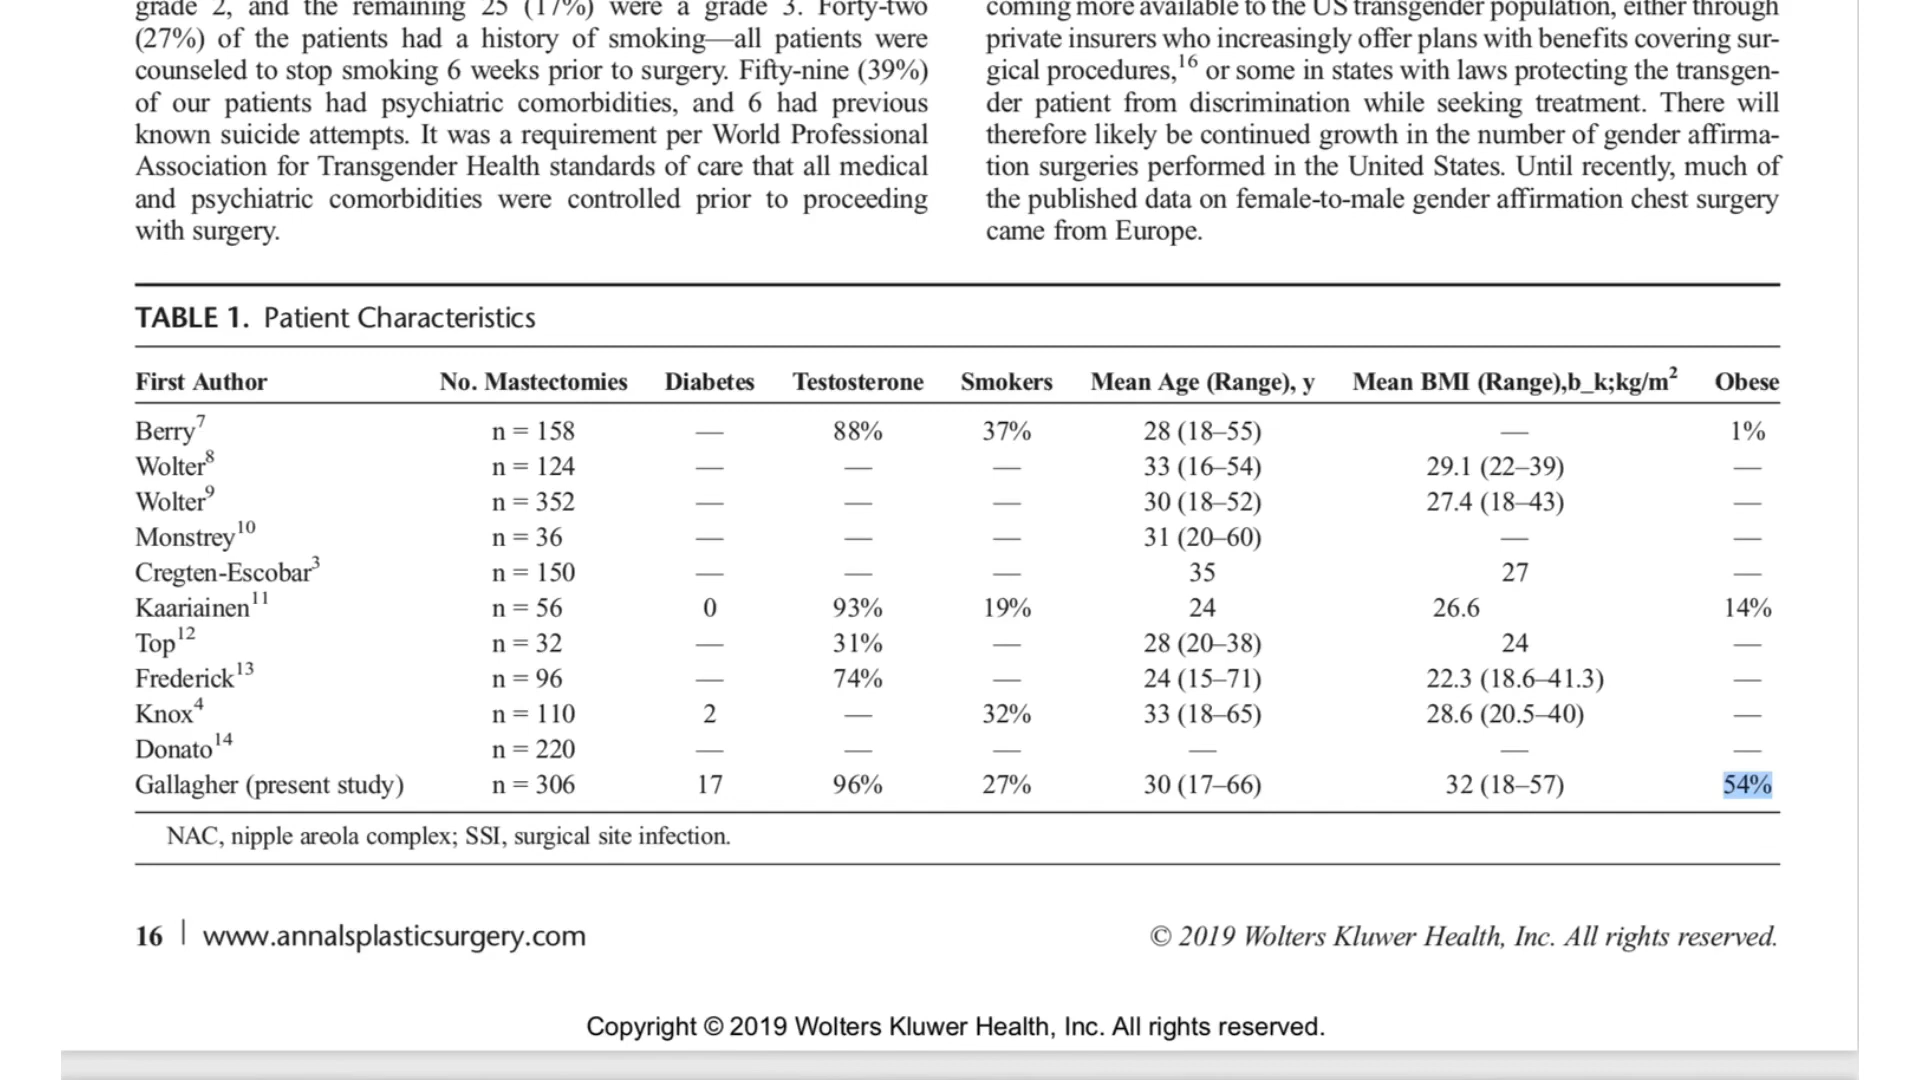 grade 2, and the remaining 25 (17%) were a grade 3. Forty-two
(27%) of the patients had a history of smoking—all patients were
counseled to stop smoking 6 weeks prior to surgery. Fifty-nine (39%)
of our patients had psychiatric comorbidities, and 6 had previous
known suicide attempts. It was a requirement per World Professional
Association for Transgender Health standards of care that all medical
and psychiatric comorbidities were controlled prior to proceeding
with surgery.
coming more available to the US transgender population, either through
private insurers who increasingly offer plans with benefits covering sur-
gical procedures,16 or some in states with laws protecting the transgen-
der patient from discrimination while seeking treatment. There will
therefore likely be continued growth in the number of gender affirma-
tion surgeries performed in the United States. Until recently, much of
the published data on female-to-male gender affirmation chest surgery
came from Europe.
TABLE 1. Patient Characteristics
First Author No. Mastectomies Diabetes Testosterone Smokers Mean Age (Range), y Mean BMI (Range),b_k;kg/m2 Obese
Berry7 n = 158 — 88% 37% 28 (18–55) — 1%
Wolter8 n = 124 — — — 33 (16–54) 29.1 (22–39) —
Wolter9 n = 352 — — — 30 (18–52) 27.4 (18–43) —
Monstrey10 n = 36 — — — 31 (20–60) — —
Cregten-Escobar3 n = 150 — — — 35 27 —
Kaariainen11 n = 56 0 93% 19% 24 26.6 14%
Top12 n = 32 — 31% — 28 (20–38) 24 —
Frederick13 n = 96 — 74% — 24 (15–71) 22.3 (18.6–41.3) —
Knox4 n = 110 2 — 32% 33 (18–65) 28.6 (20.5–40) —
Donato14 n = 220 — — — — — —
Gallagher (present study) n = 306 17 96% 27% 30 (17–66) 32 (18–57) 54%
NAC, nipple areola complex; SSI, surgical site infection.
16 | www.annalsplasticsurgery.com © 2019 Wolters Kluwer Health, Inc. All rights reserved.
Copyright © 2019 Wolters Kluwer Health, Inc. All rights reserved.